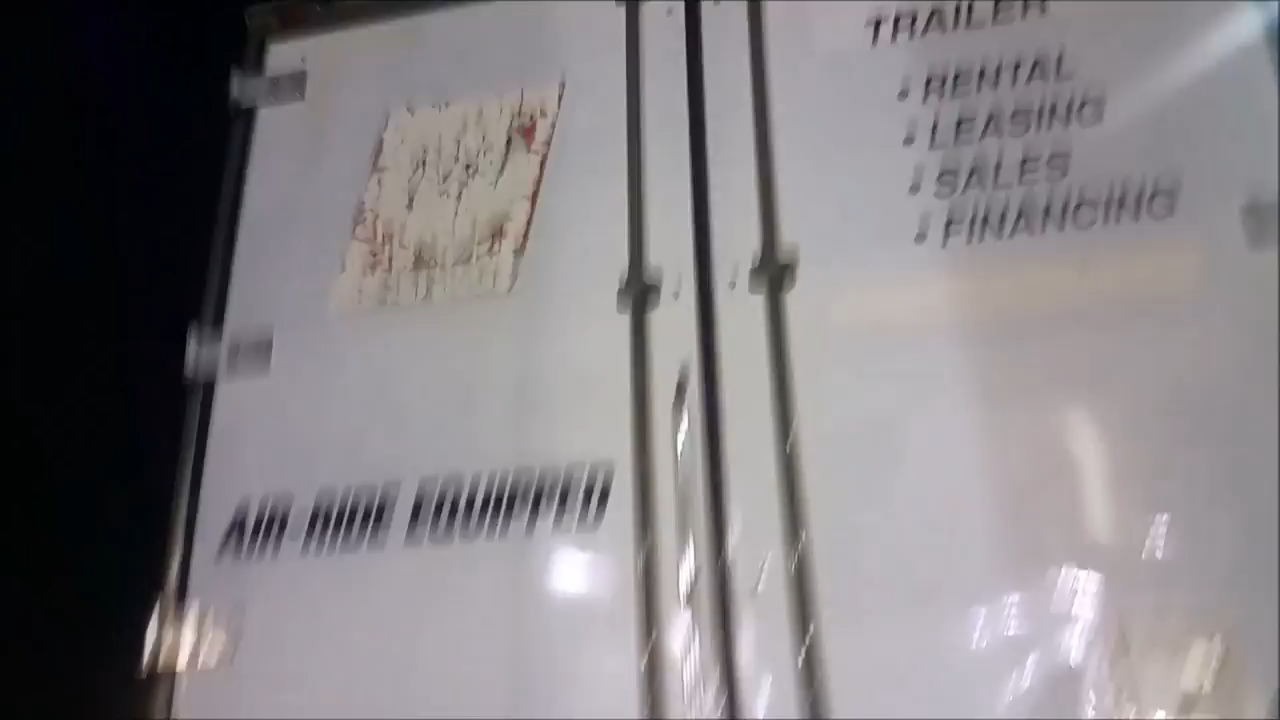 TRAILER
RENTAL
LEASING
SALES
FINANCING
AIR RIDE EQUIPPED